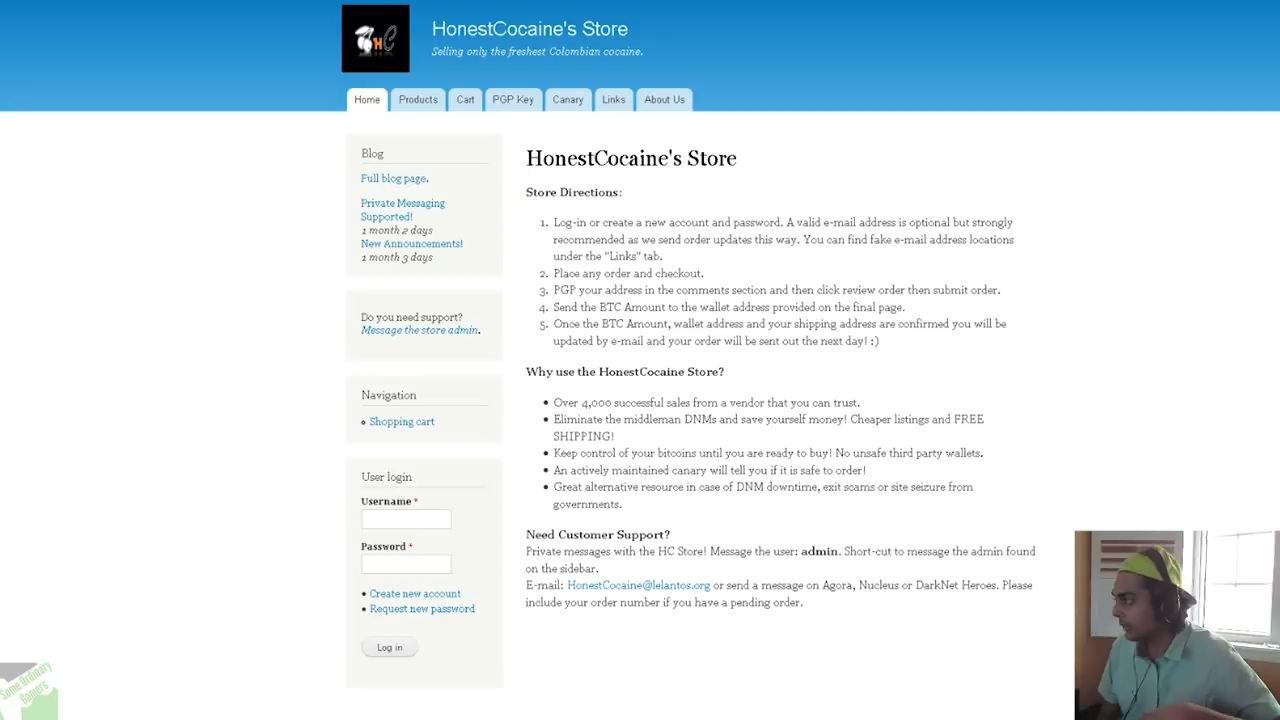 HC
HonestCocaine's Store
Selling only the freshest Colombian cocaine.
Home
Products
Cart
PGP Key
Canary
Links
About Us
Blog
Full blog page.
Private Messaging
Supported!
1 month 2 days
New Announcements!
1 month 3 days
Do you need support?
Message the store admin.
Navigation
Shopping cart
User login
Username *
Password *
Create new account
Request new password
Log in
HonestCocaine's Store
Store Directions:
1. Log-in or create a new account and password. A valid e-mail address is optional but strongly
recommended as we send order updates this way. You can find fake e-mail address locations
under the "Links" tab.
2. Place any order and checkout.
3. PGP your address in the comments section and then click review order then submit order.
4. Send the BTC Amount to the wallet address provided on the final page.
5. Once the BTC Amount, wallet address and your shipping address are confirmed you will be
updated by e-mail and your order will be sent out the next day! :)
Why use the HonestCocaine Store?
Over 4,000 successful sales from a vendor that you can trust.
Eliminate the middleman DNMs and save yourself money! Cheaper listings and FREE
SHIPPING!
Keep control of your bitcoins until you are ready to buy! No unsafe third party wallets.
An actively maintained canary will tell you if it is safe to order!
Great alternative resource in case of DNM downtime, exit scams or site seizure from
governments.
Need Customer Support?
Private messages with the HC Store! Message the user: admin. Short-cut to message the admin found
on the sidebar.
E-mail: HonestCocaine@lelantos.org or send a message on Agora, Nucleus or DarkNet Heroes. Please
include your order number if you have a pending order.
Some Ordinary
Gamers